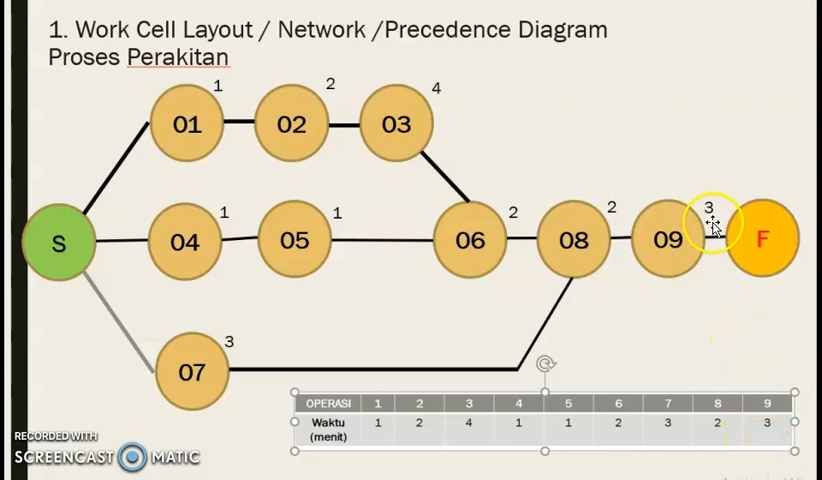 1. Work Cell Layout / Network /Precedence Diagram
Proses Perakitan
1 2 4
01 02 03
1 1 2 2 3
S 04 05 06 08 09 F
3
07
OPERASI 1 2 3 4 5 6 7 8 9
Waktu (menit) 1 2 4 1 1 2 3 2 3
RECORDED WITH
SCREENCAST MATIC